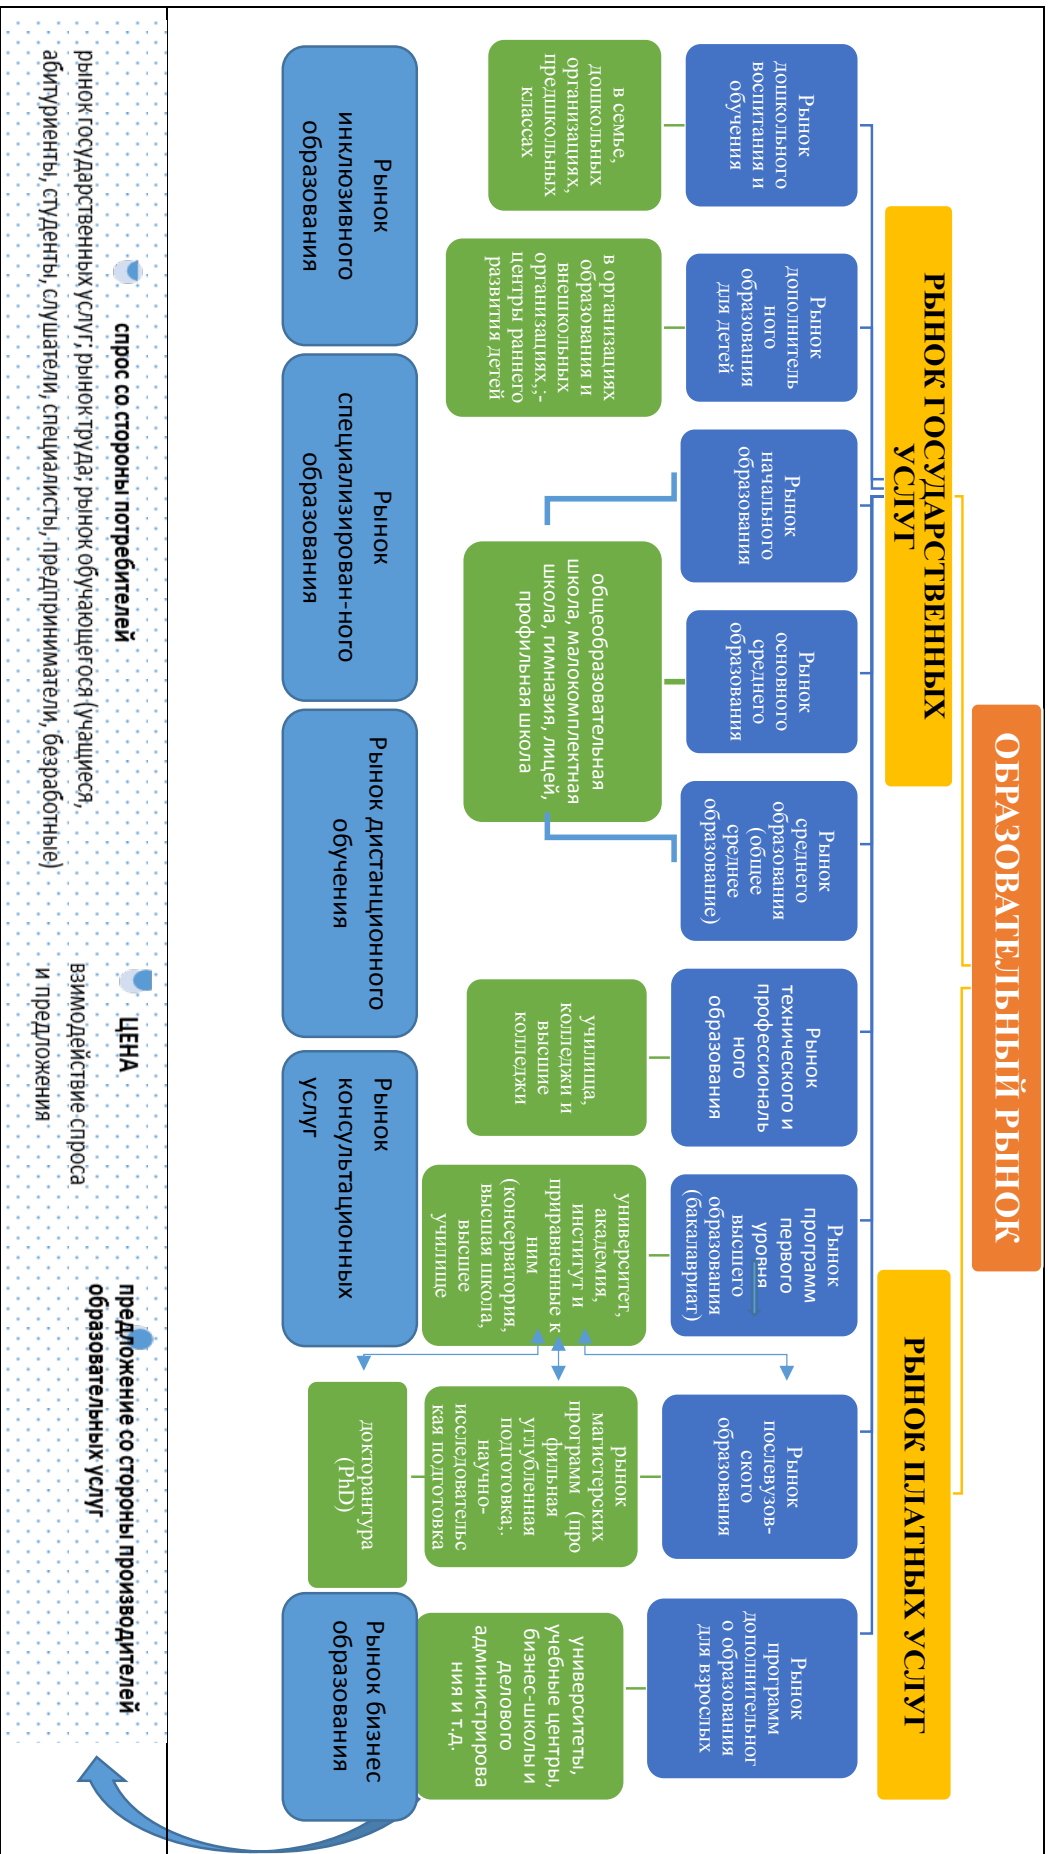 ОБРАЗОВАТЕЛЬНЫЙ РЫНОК
РЫНОК ГОСУДАРСТВЕННЫХ
УСЛУГ
РЫНОК ПЛАТНЫХ УСЛУГ
Рынок
дошкольного
воспитания и
обучения
Рынок
дополнитель
ного
образования
для детей
Рынок
начального
образования
Рынок
основного
среднего
образования
Рынок
среднего
образования
(общее
среднее
образование)
Рынок
технического и
профессиональ
ного
образования
Рынок
программ
первого
уровня
высшего
образования
(бакалавриат)
Рынок
послевузов-
ского
образования
Рынок
программ
дополнительног
о образования
для взрослых
в семье,
дошкольных
организациях,
предшкольных
классах
в организациях
образования и
внешкольных
организациях,;-
центры раннего
развития детей
общеобразовательная
школа, малокомплектная
школа, гимназия, лицей,
профильная школа
училища,
колледжи и
высшие
колледжи
университет,
академия,
институт и
приравненные к
ним
(консерватория,
высшая школа,
высшее
училище
рынок
магистерских
программ (про
фильная
углубленная
подготовка;.
научно-
исследовательс
кая подготовка
докторантура
(PhD)
университеты,
учебные центры,
бизнес-школы и
делового
администрирова
ния и т.д.
Рынок
инклюзивного
образования
Рынок
специализирован-ного
образования
Рынок дистанционного
обучения
Рынок
консультационных
услуг
Рынок бизнес
образования
спрос со стороны потребителей
рынок государственных услуг; рынок труда; рынок обучающегося (учащиеся,
абитуриенты, студенты, слушатели, специалисты, предприниматели, безработные)
ЦЕНА
взимодействие спроса
и предложения
предложение со стороны производителей
образовательных услуг